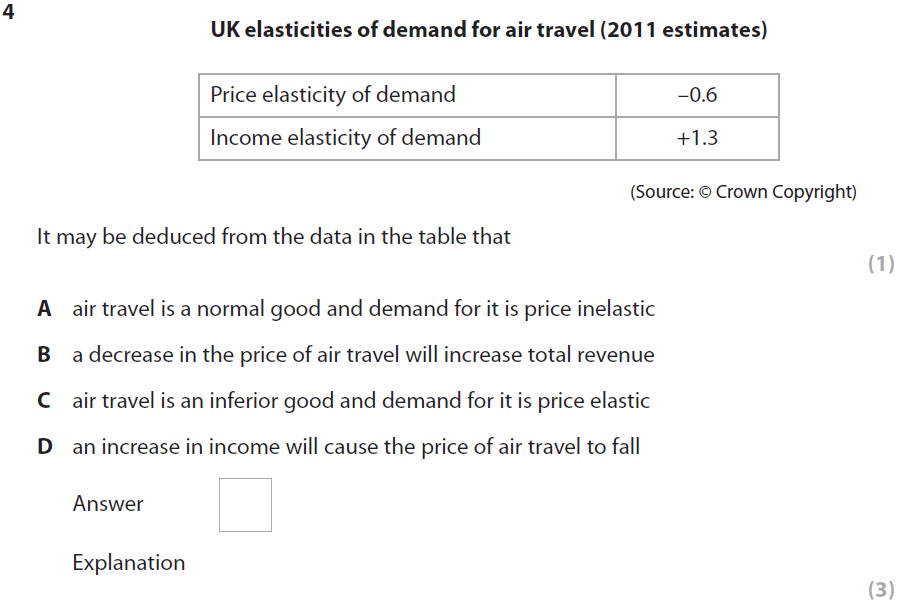 4
UK elasticities of demand for air travel (2011 estimates)
Price elasticity of demand –0.6
Income elasticity of demand +1.3
(Source: © Crown Copyright)
It may be deduced from the data in the table that
(1)
A air travel is a normal good and demand for it is price inelastic
B a decrease in the price of air travel will increase total revenue
C air travel is an inferior good and demand for it is price elastic
D an increase in income will cause the price of air travel to fall
Answer
Explanation
(3)